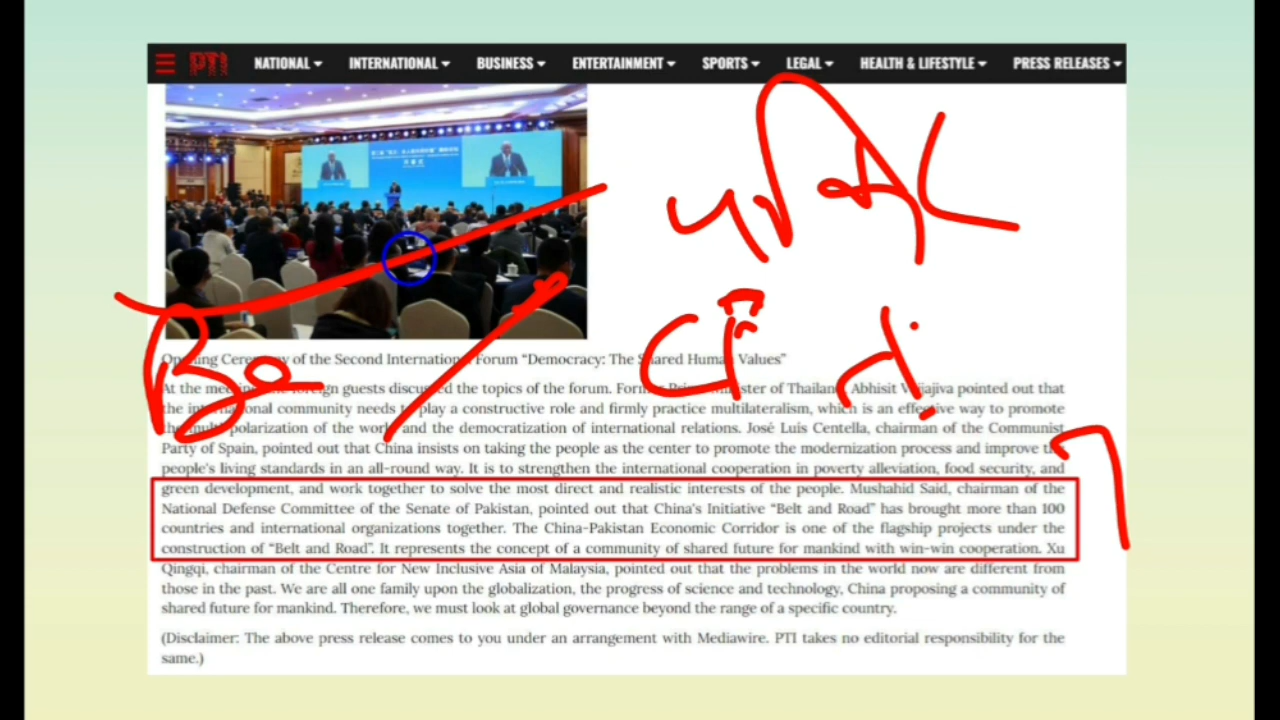 PTI NATIONAL INTERNATIONAL BUSINESS ENTERTAINMENT SPORTS LEGAL HEALTH & LIFESTYLE PRESS RELEASES
Opening Ceremony of the Second International Forum “Democracy: The Shared Human Values”
At the meeting, the foreign guests discussed the topics of the forum. Former Prime Minister of Thailand, Abhisit Vejjajiva pointed out that
the international community needs to play a constructive role and firmly practice multilateralism, which is an effective way to promote
the multi-polarization of the world and the democratization of international relations. José Luis Centella, chairman of the Communist
Party of Spain, pointed out that China insists on taking the people as the center to promote the modernization process and improve the
people's living standards in an all-round way. It is to strengthen the international cooperation in poverty alleviation, food security, and
green development, and work together to solve the most direct and realistic interests of the people. Mushahid Said, chairman of the
National Defense Committee of the Senate of Pakistan, pointed out that China's Initiative “Belt and Road” has brought more than 100
countries and international organizations together. The China-Pakistan Economic Corridor is one of the flagship projects under the
construction of “Belt and Road”. It represents the concept of a community of shared future for mankind with win-win cooperation. Xu
Qingqi, chairman of the Centre for New Inclusive Asia of Malaysia, pointed out that the problems in the world now are different from
those in the past. We are all one family upon the globalization, the progress of science and technology, China proposing a community of
shared future for mankind. Therefore, we must look at global governance beyond the range of a specific country.
(Disclaimer: The above press release comes to you under an arrangement with Mediawire. PTI takes no editorial responsibility for the
same.)